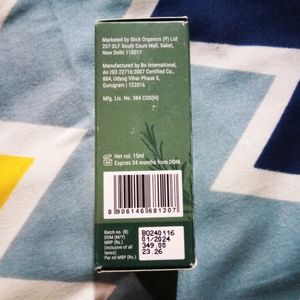 Marketed by Slick Organics (P) Ltd
207 DLF South Court Mall, Saket,
New Delhi 110017
Manufactured by Bo International,
An ISO 22716:2007 Certified Co.,
B88, Udyog Vihar Phase 5,
Gurugram | 122016
Mfg. Lic. No. 384 COS(H)
Net vol. 15ml
Expires 24 months from DOM
8 906146 681207
Batch no. (B) BO240116
DOM (M/Y) 01/2024
MRP (Rs.) 349.00
(inclusive of all
taxes)
Per ml MRP (Rs.) 23.26